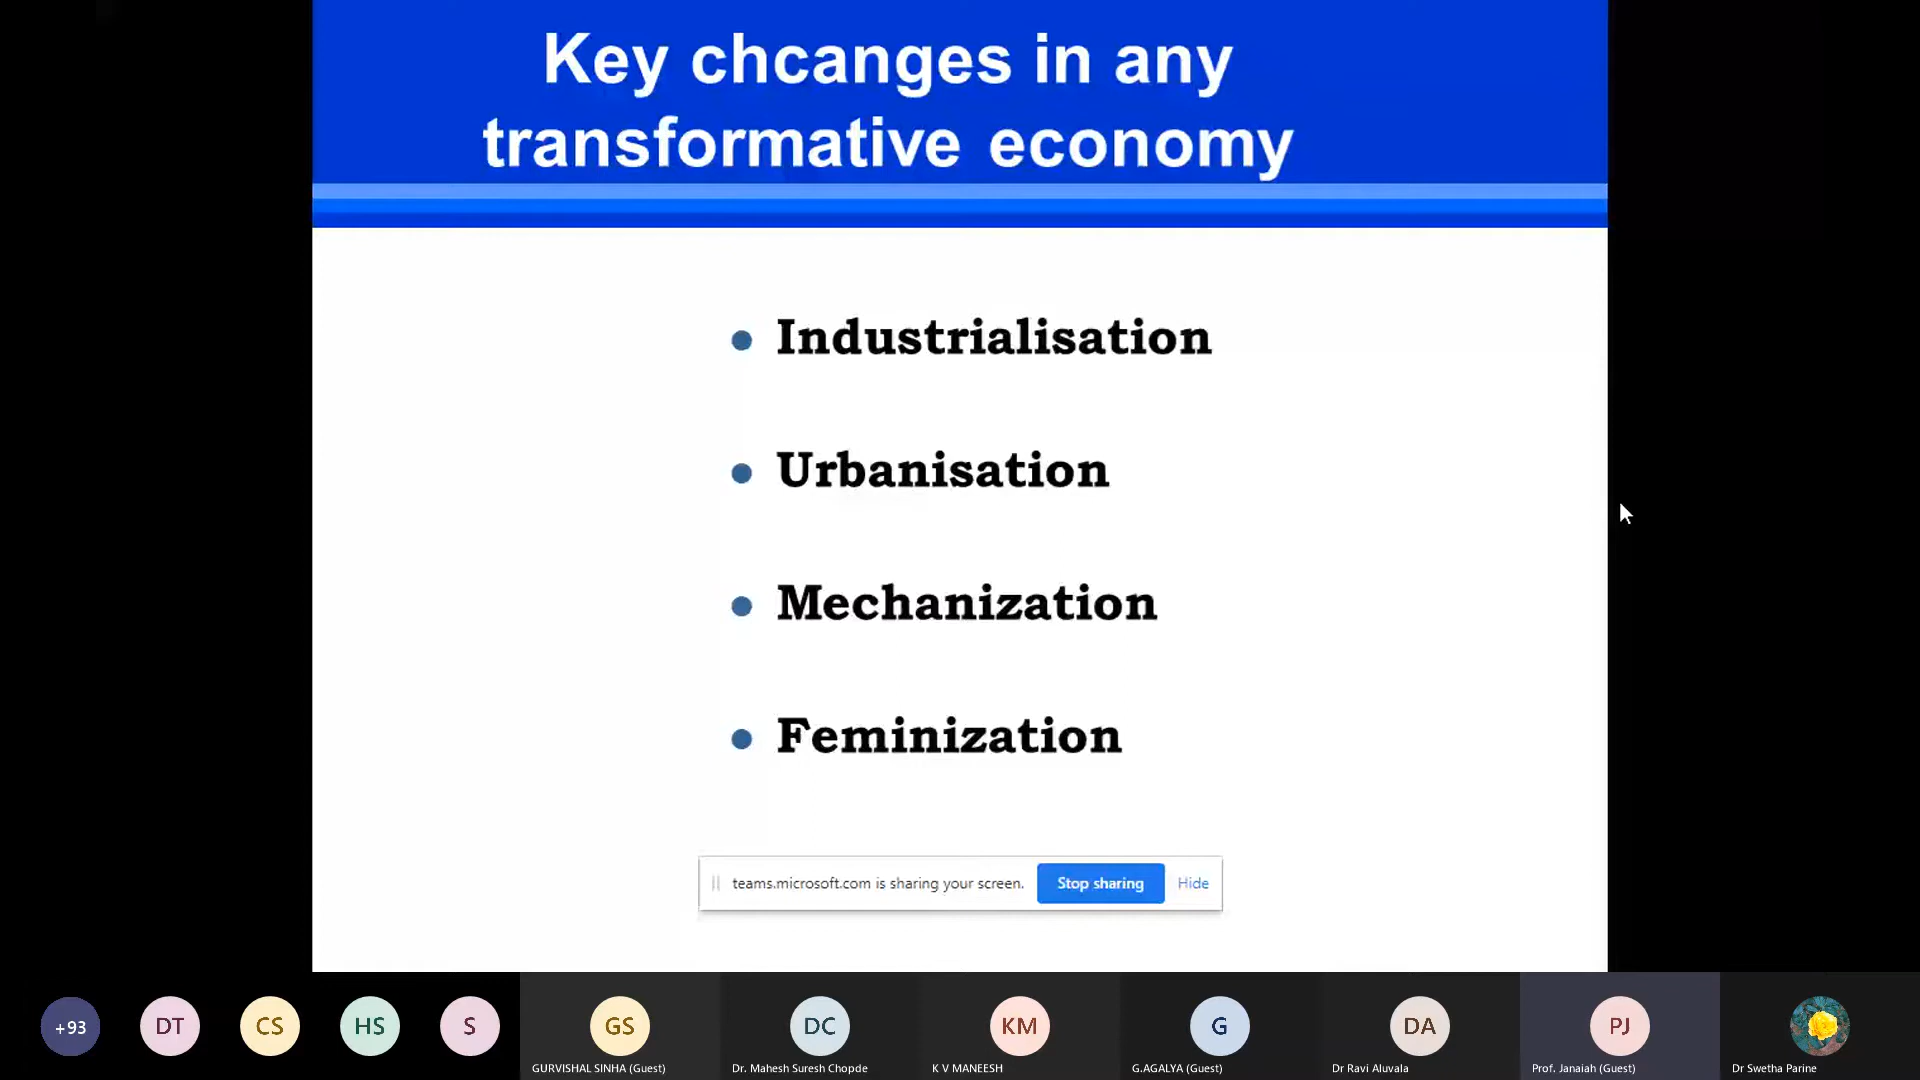 Key chcanges in any
transformative economy
Industrialisation
Urbanisation
Mechanization
Feminization
teams.microsoft.com is sharing your screen. Stop sharing Hide
+93 DT CS HS S GS DC KM G DA PJ
GURVISHAL SINHA (Guest) Dr. Mahesh Suresh Chopde K V MANEESH G.AGALYA (Guest) Dr Ravi Aluvala Prof. Janaiah (Guest) Dr Swetha Parine